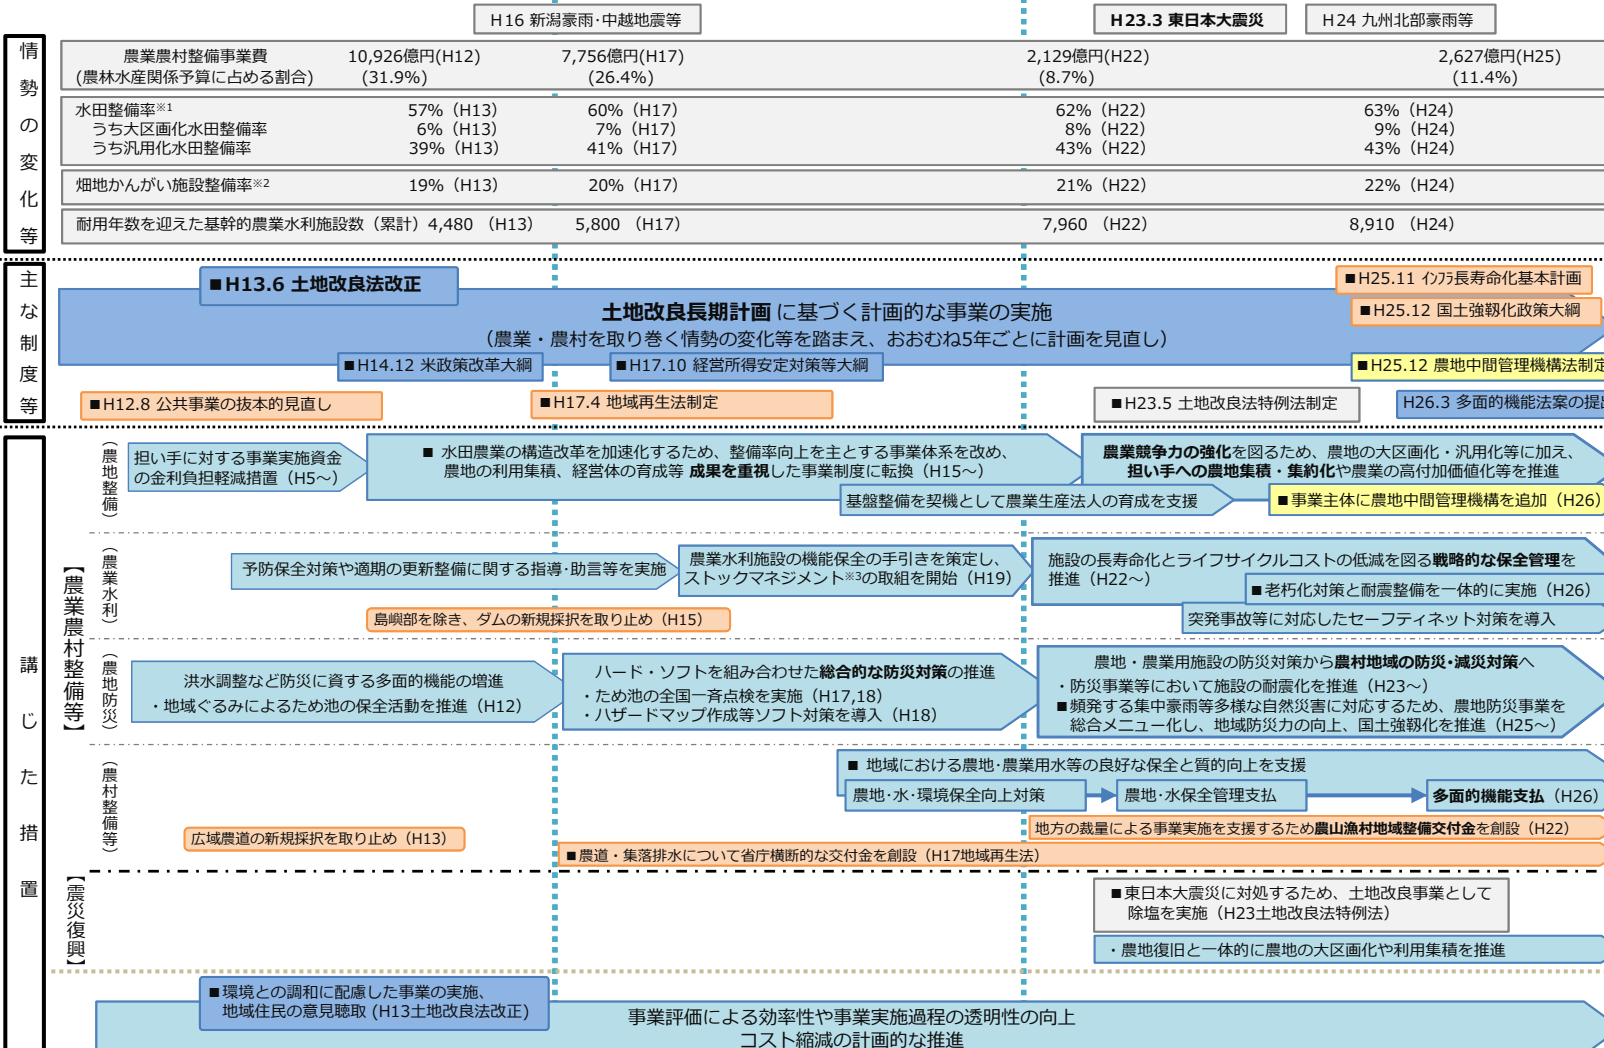 H16 新潟豪雨･中越地震等
H23.3 東日本大震災
H24 九州北部豪雨等
情勢の変化等
農業農村整備事業費 10,926億円(H12) 7,756億円(H17) 2,129億円(H22) 2,627億円(H25)
(農林水産関係予算に占める割合) (31.9%) (26.4%) (8.7%) (11.4%)
水田整備率※1 57%（H13） 60%（H17） 62%（H22） 63%（H24）
うち大区画化水田整備率 6%（H13） 7%（H17） 8%（H22） 9%（H24）
うち汎用化水田整備率 39%（H13） 41%（H17） 43%（H22） 43%（H24）
畑地かんがい施設整備率※2 19%（H13） 20%（H17） 21%（H22） 22%（H24）
耐用年数を迎えた基幹的農業水利施設数（累計）4,480 （H13） 5,800 （H17） 7,960 （H22） 8,910 （H24）
主な制度等
■H13.6 土地改良法改正
■H25.11 ｲﾝﾌﾗ長寿命化基本計画
土地改良長期計画 に基づく計画的な事業の実施
■H25.12 国土強靱化政策大綱
（農業・農村を取り巻く情勢の変化等を踏まえ、おおむね5年ごとに計画を見直し）
■H14.12 米政策改革大綱
■H17.10 経営所得安定対策等大綱
■H25.12 農地中間管理機構法制定
■H12.8 公共事業の抜本的見直し
■H17.4 地域再生法制定
■H23.5 土地改良法特例法制定
H26.3 多面的機能法案の提出
講じた措置
【農業農村整備等】
（農地整備）
担い手に対する事業実施資金
の金利負担軽減措置（H5～）
■ 水田農業の構造改革を加速化するため、整備率向上を主とする事業体系を改め、
農地の利用集積、経営体の育成等 成果を重視した事業制度に転換（H15～）
農業競争力の強化を図るため、農地の大区画化・汎用化等に加え、
担い手への農地集積・集約化や農業の高付加価値化等を推進
基盤整備を契機として農業生産法人の育成を支援
■事業主体に農地中間管理機構を追加（H26）
（農業水利）
予防保全対策や適期の更新整備に関する指導･助言等を実施
農業水利施設の機能保全の手引きを策定し、
ストックマネジメント※3の取組を開始（H19）
施設の長寿命化とライフサイクルコストの低減を図る戦略的な保全管理を
推進（H22～）
■老朽化対策と耐震整備を一体的に実施（H26）
島嶼部を除き、ダムの新規採択を取り止め（H15）
突発事故等に対応したセーフティネット対策を導入
（農地防災）
洪水調整など防災に資する多面的機能の増進
・地域ぐるみによるため池の保全活動を推進（H12）
ハード・ソフトを組み合わせた総合的な防災対策の推進
・ため池の全国一斉点検を実施（H17,18）
・ハザードマップ作成等ソフト対策を導入（H18）
農地・農業用施設の防災対策から農村地域の防災･減災対策へ
・防災事業等において施設の耐震化を推進（H23～）
■頻発する集中豪雨等多様な自然災害に対応するため、農地防災事業を
総合メニュー化し、地域防災力の向上、国土強靱化を推進（H25～）
（農村整備等）
■ 地域における農地･農業用水等の良好な保全と質的向上を支援
農地･水･環境保全向上対策
農地･水保全管理支払
多面的機能支払（H26）
広域農道の新規採択を取り止め（H13）
地方の裁量による事業実施を支援するため農山漁村地域整備交付金を創設（H22）
■農道・集落排水について省庁横断的な交付金を創設（H17地域再生法）
【震災復興】
■東日本大震災に対処するため、土地改良事業として
除塩を実施（H23土地改良法特例法）
・農地復旧と一体的に農地の大区画化や利用集積を推進
■環境との調和に配慮した事業の実施、
地域住民の意見聴取 (H13土地改良法改正)
事業評価による効率性や事業実施過程の透明性の向上
コスト縮減の計画的な推進